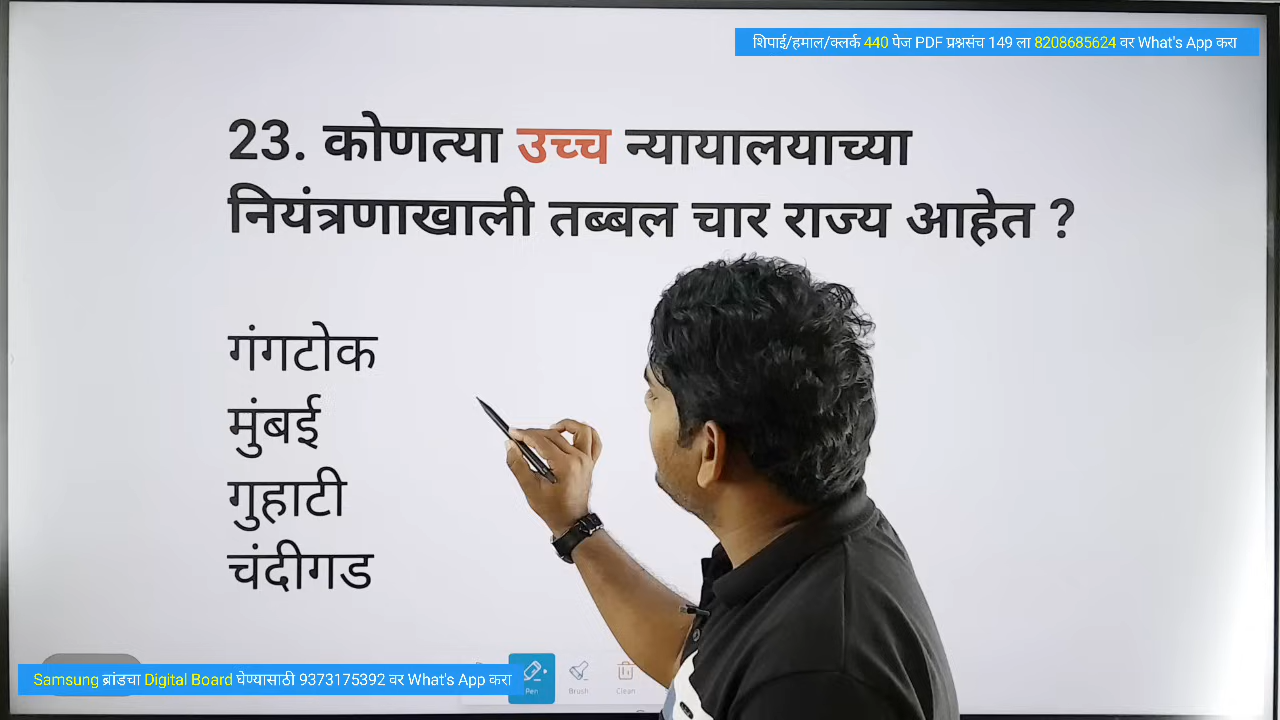 शिपाई/हमाल/क्लर्क 440 पेज PDF प्रश्नसंच 149 ला 8208685624 वर What's App करा
23. कोणत्या उच्च न्यायालयाच्या
नियंत्रणाखाली तब्बल चार राज्य आहेत ?
गंगटोक
मुंबई
गुहाटी
चंदीगड
Samsung ब्रांडचा Digital Board घेण्यासाठी 9373175392 वर What's App करा
Pen
Brush
Clean